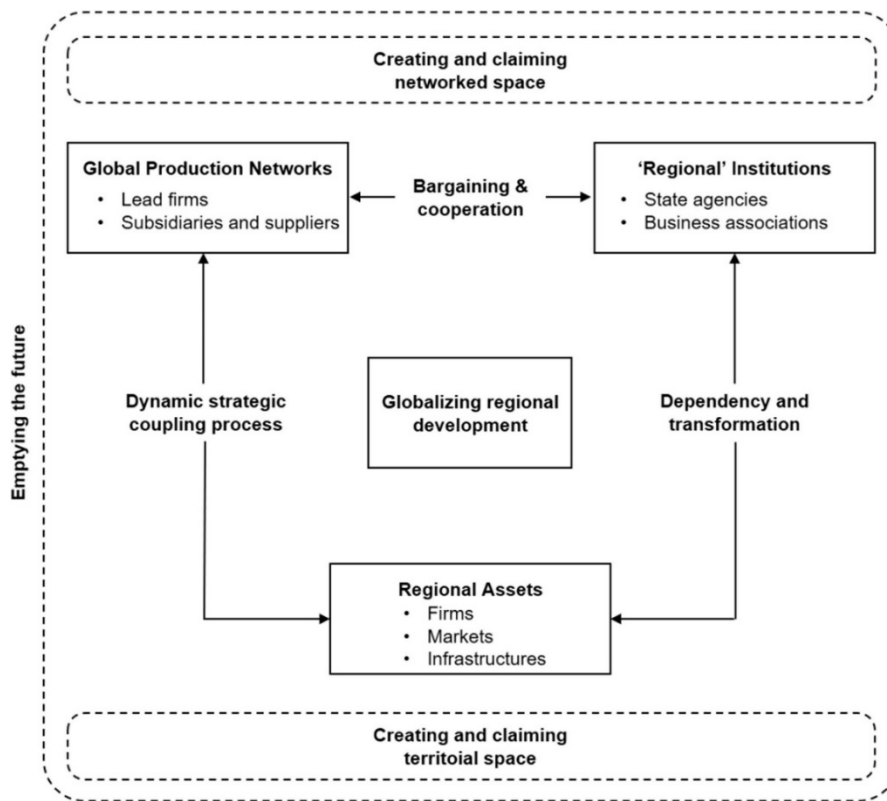 Creating and claiming
networked space
Global Production Networks
• Lead firms
• Subsidiaries and suppliers
Bargaining &
cooperation
‘Regional’ Institutions
• State agencies
• Business associations
Emptying the future
Dynamic strategic
coupling process
Globalizing regional
development
Dependency and
transformation
Regional Assets
• Firms
• Markets
• Infrastructures
Creating and claiming
territoial space